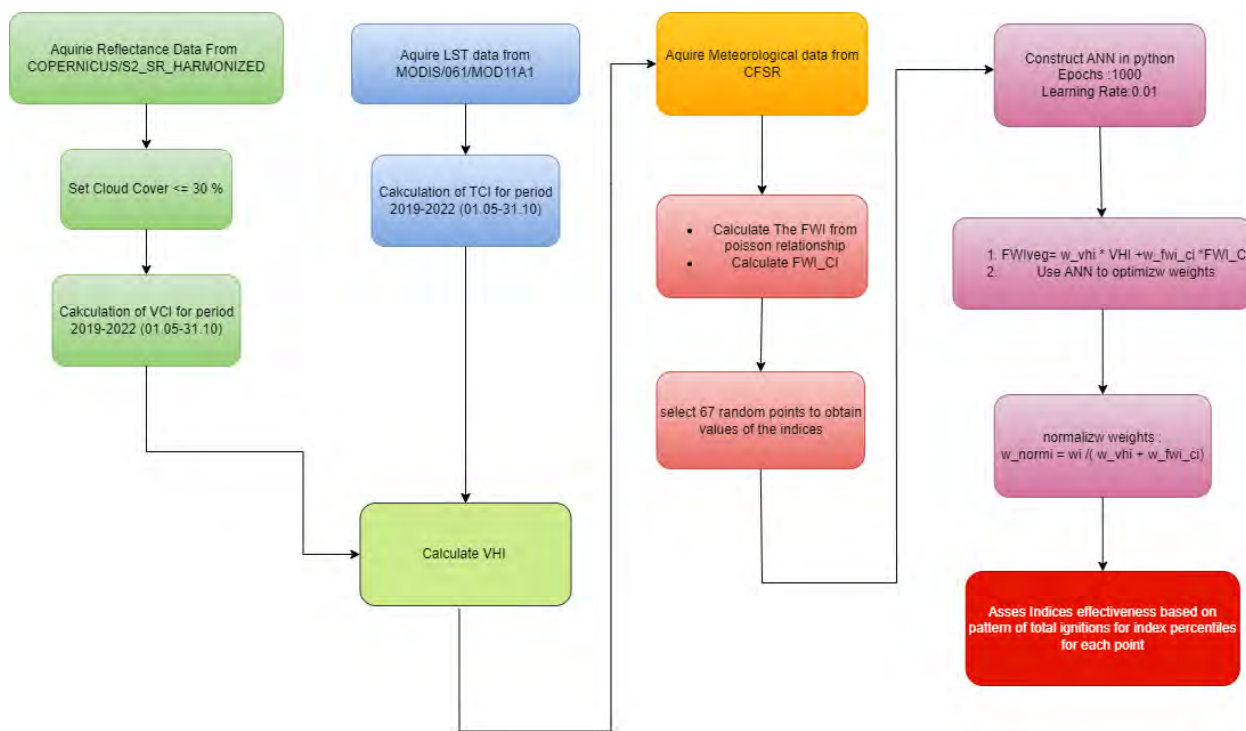 Aquirie Reflectance Data From
COPERNICUS/S2_SR_HARMONIZED
Set Cloud Cover <= 30 %
Cakculation of VCI for period
2019-2022 (01.05-31.10)
Aquire LST data from
MODIS/061/MOD11A1
Cakculation of TCI for period
2019-2022 (01.05-31.10)
Calculate VHI
Aquire Meteorological data from
CFSR
• Calculate The FWI from
poisson relationship
• Calculate FWI_CI
select 67 random points to obtain
values of the indices
Construct ANN in python
Epochs :1000
Learning Rate:0.01
1. FWIveg= w_vhi * VHI +w_fwi_ci *FWI_C
2. Use ANN to optimizw weights
normalizw weights :
w_normi = wi /( w_vhi + w_fwi_ci)
Asses Indices effectiveness based on
pattern of total ignitions for index percentiles
for each point